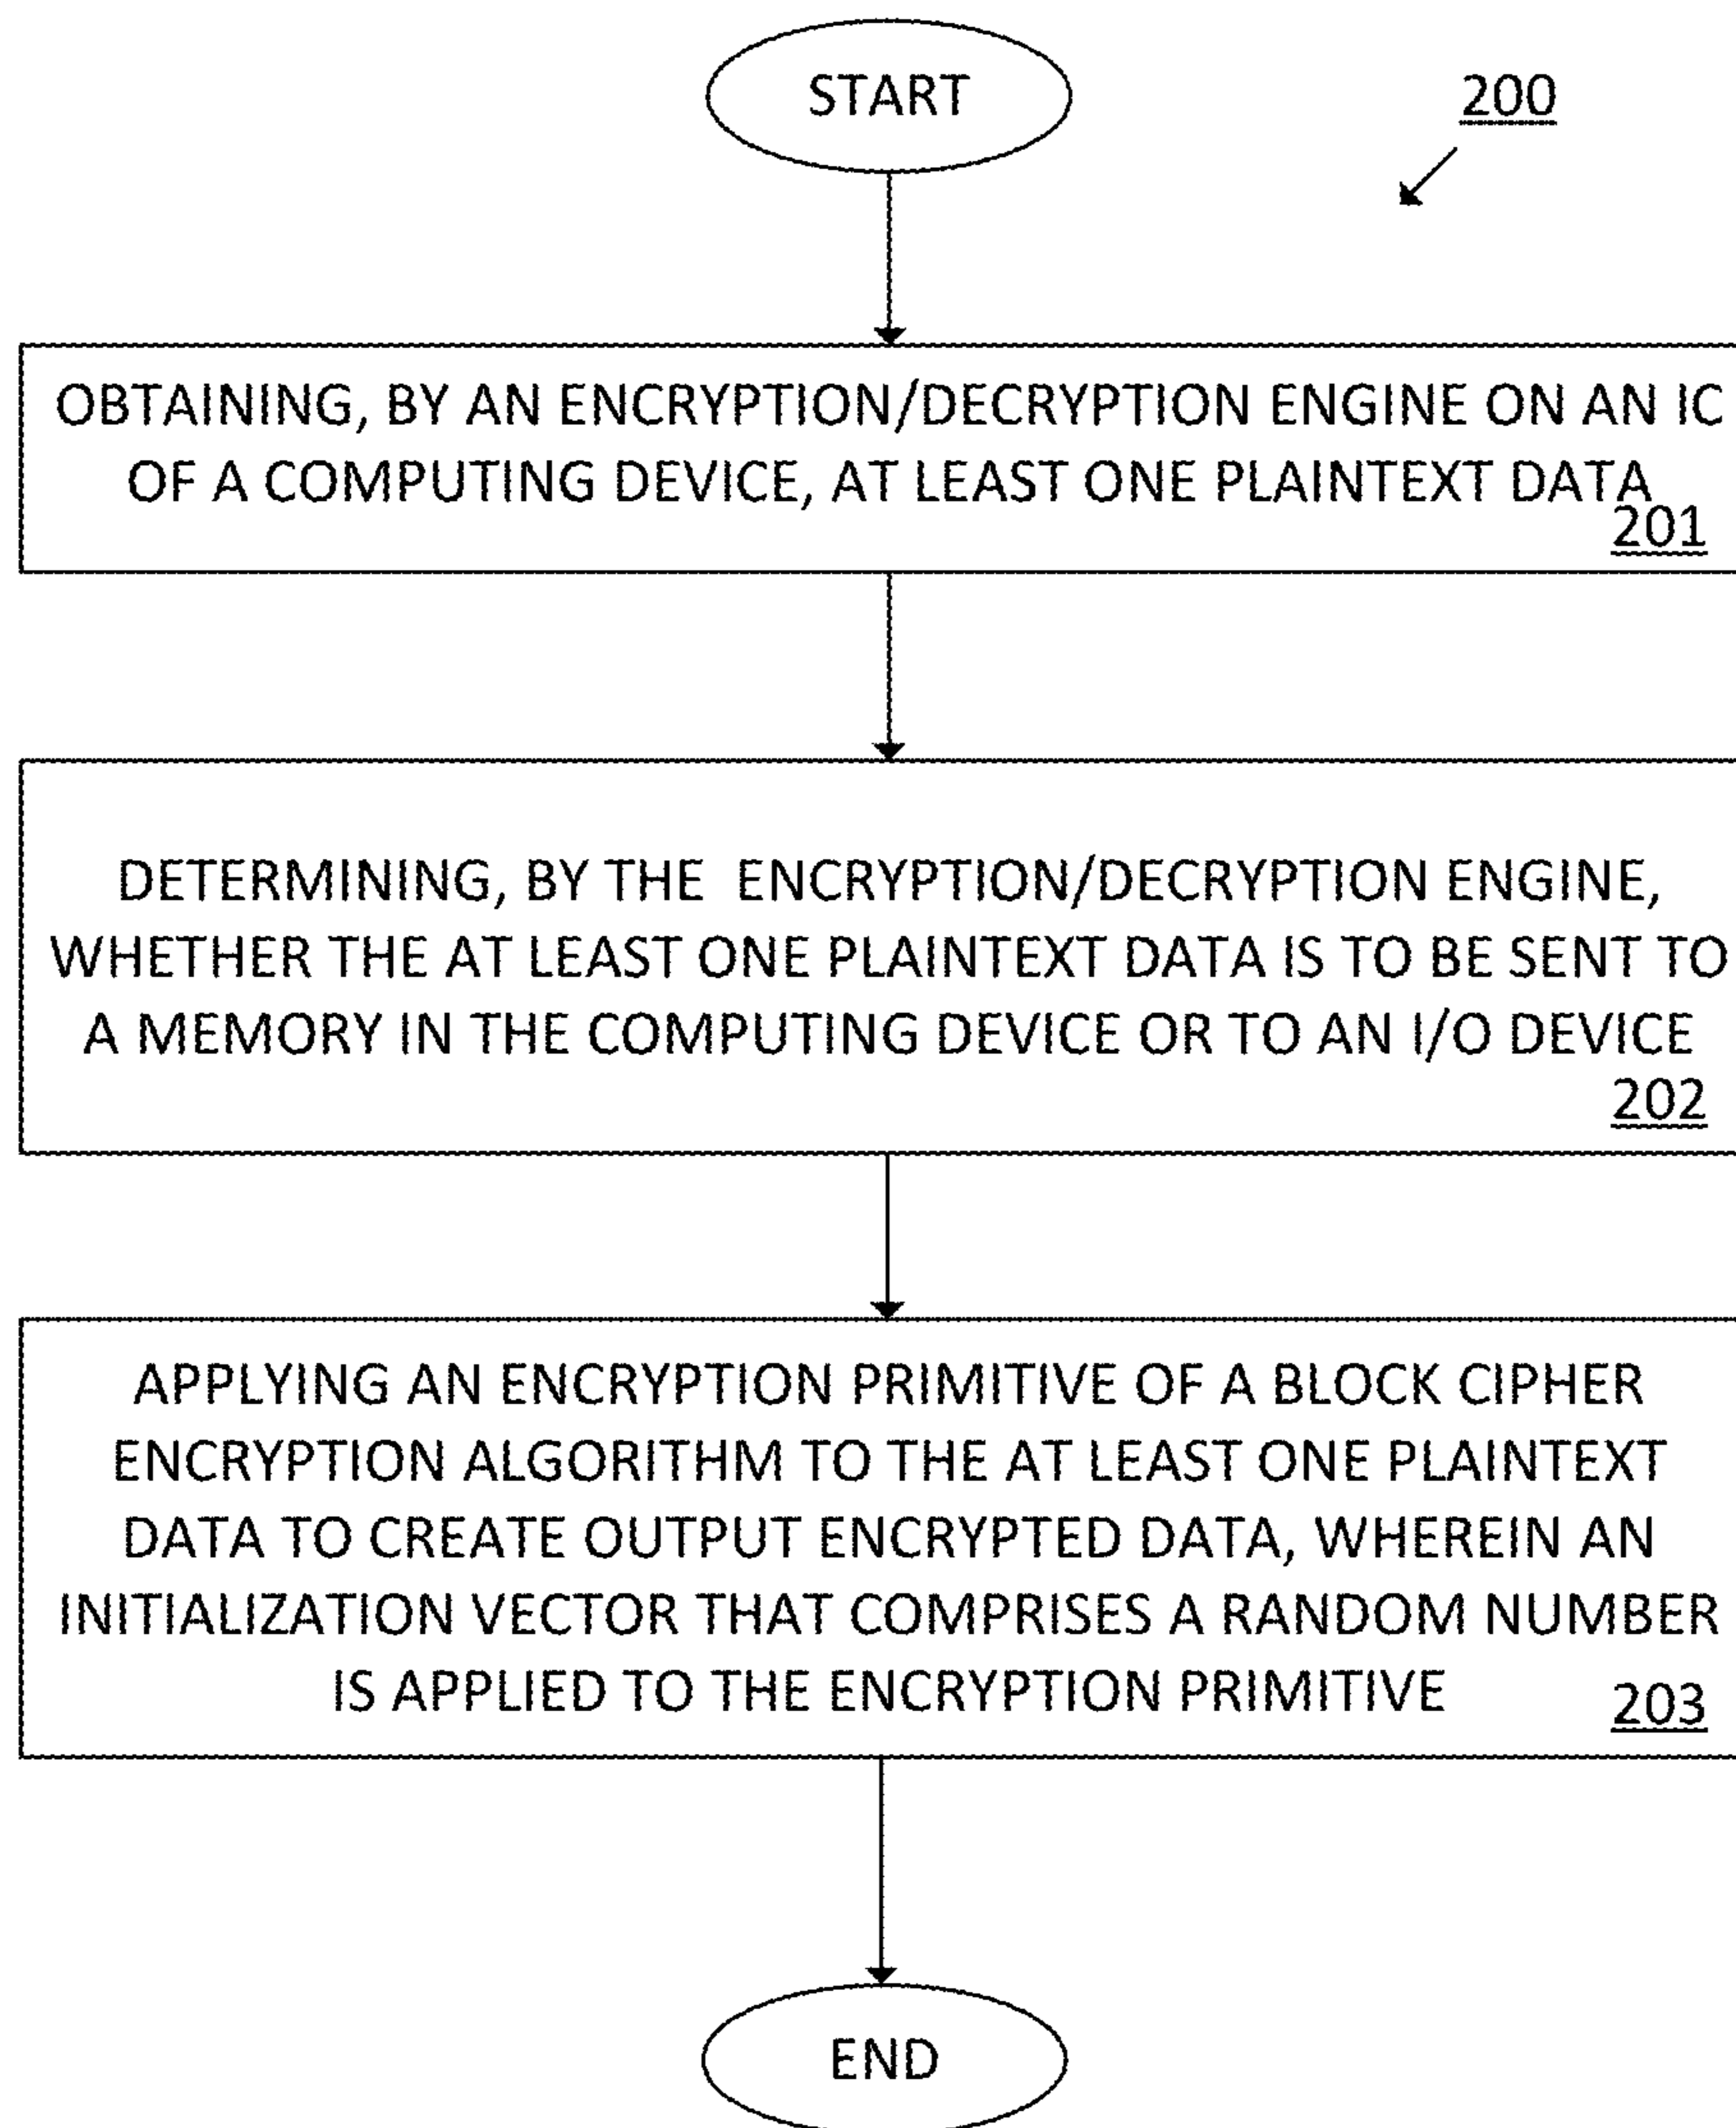 START
200
OBTAINING, BY AN ENCRYPTION/DECRYPTION ENGINE ON AN IC
OF A COMPUTING DEVICE, AT LEAST ONE PLAINTEXT DATA
201
DETERMINING, BY THE ENCRYPTION/DECRYPTION ENGINE,
WHETHER THE AT LEAST ONE PLAINTEXT DATA IS TO BE SENT TO
A MEMORY IN THE COMPUTING DEVICE OR TO AN I/O DEVICE
202
APPLYING AN ENCRYPTION PRIMITIVE OF A BLOCK CIPHER
ENCRYPTION ALGORITHM TO THE AT LEAST ONE PLAINTEXT
DATA TO CREATE OUTPUT ENCRYPTED DATA, WHEREIN AN
INITIALIZATION VECTOR THAT COMPRISES A RANDOM NUMBER
IS APPLIED TO THE ENCRYPTION PRIMITIVE
203
END